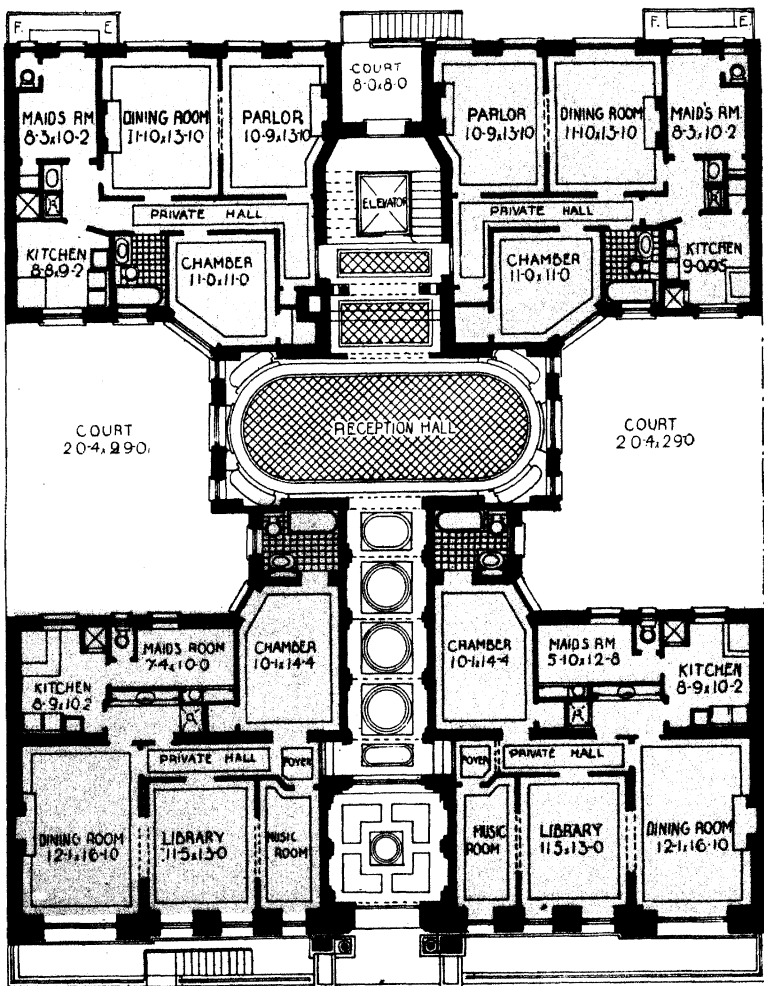 F. E.
COURT
8-0x8-0
F. E.
MAIDS RM
8-3x10-2
DINING ROOM
11-10x13-10
PARLOR
10-9x13-10
PARLOR
10-9x13-10
DINING ROOM
11-10x13-10
MAID'S RM
8-3x10-2
ELEVATOR
R
R
PRIVATE HALL
PRIVATE HALL
KITCHEN
8-8x9-2
CHAMBER
11-0x11-0
CHAMBER
11-0x11-0
KITCHEN
COURT
20-4x29-0
RECEPTION HALL
COURT
20-4x29-0
KITCHEN
8-9x10-2
MAIDS ROOM
7-4x10-0
CHAMBER
10-1x14-4
CHAMBER
10-1x14-4
MAIDS RM
5-10x12-8
KITCHEN
8-9x10-2
R
R
PRIVATE HALL
FOYER
FOYER
PRIVATE HALL
DINING ROOM
12-1x16-10
LIBRARY
11-5x13-0
MUSIC
ROOM
MUSIC
ROOM
LIBRARY
11-5x13-0
DINING ROOM
12-1x16-10